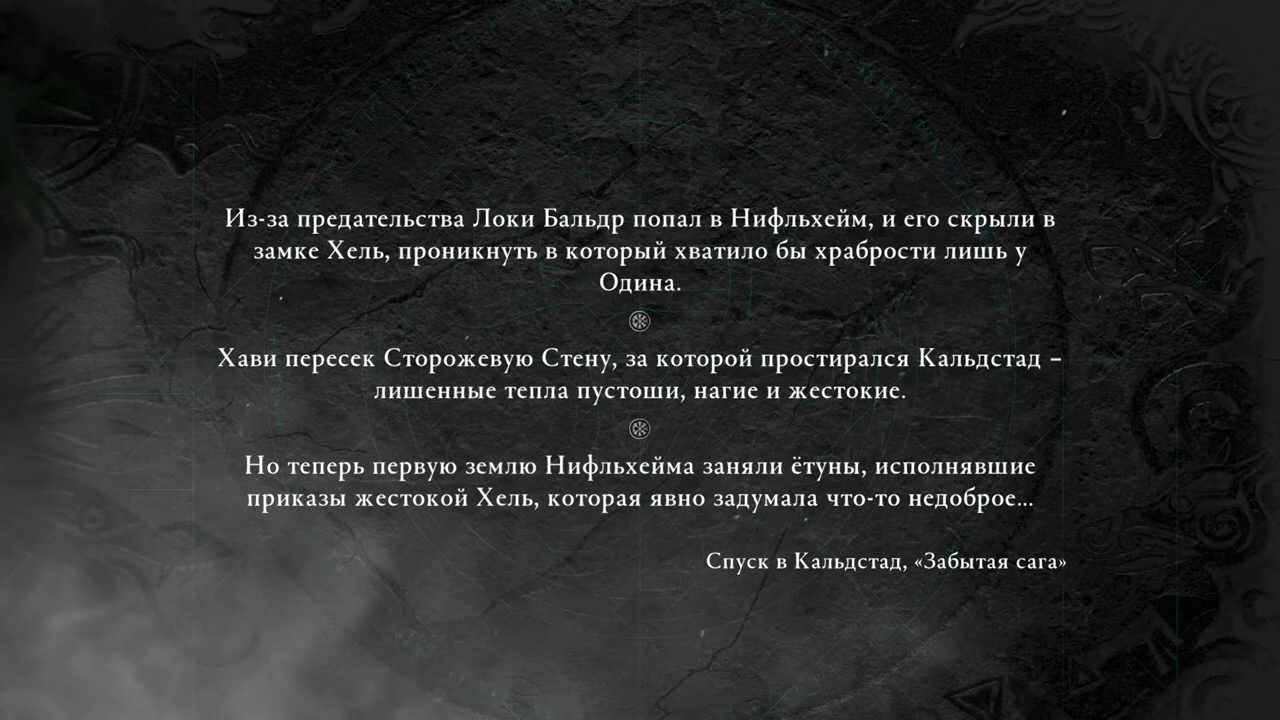 Из-за предательства Локи Бальдр попал в Нифльхейм, и его скрыли в
замке Хель, проникнуть в который хватило бы храбрости лишь у
Одина.
Хави пересек Сторожевую Стену, за которой простирался Кальдстад –
лишенные тепла пустоши, нагие и жестокие.
Но теперь первую землю Нифльхейма заняли ётуны, исполнявшие
приказы жестокой Хель, которая явно задумала что-то недоброе...
Спуск в Кальдстад, «Забытая сага»